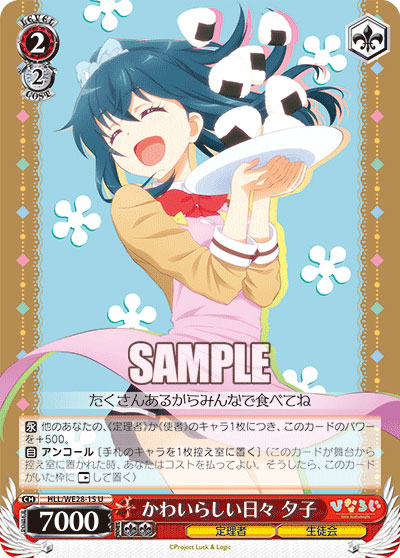 LEVEL
2
2
COST
SAMPLE
たくさんあるからみんなで食べてね
永 他のあなたの、《定理者》か《使者》のキャラ1枚につき、このカードのパワー
を+500。
自 アンコール [手札のキャラを1枚控え室に置く] (このカードが舞台から
控え室に置かれた時、あなたはコストを払ってよい。そうしたら、このカード
がいた枠にレストして置く)
CH HLL/WE28-15 U
7000 かわいらしい日々 夕子 ひなろじ
定理者 生徒会
©Project Luck & Logic